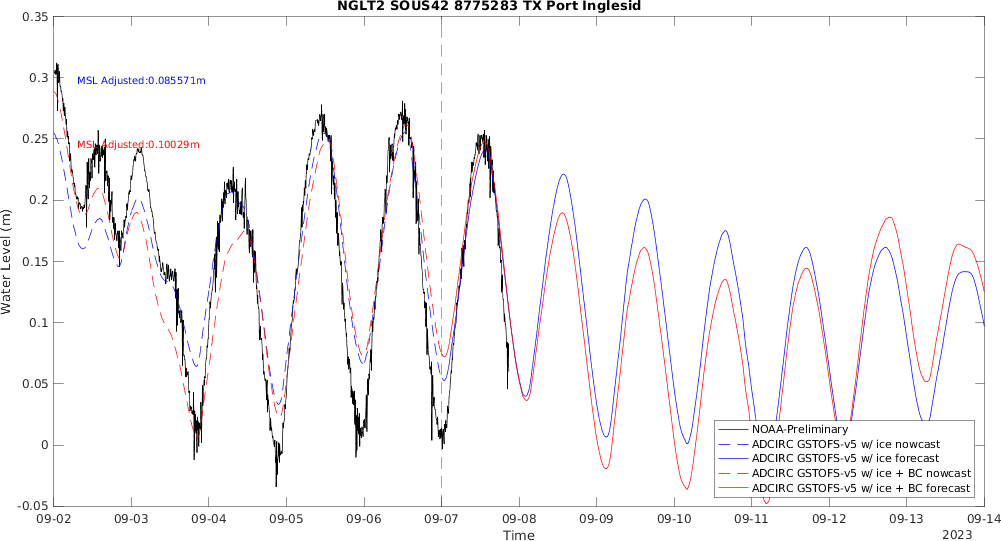 NGLT2 SOUS42 8775283 TX Port Inglesid
Water Level (m)
0.35
0.3
0.25
0.2
0.15
0.1
0.05
0
-0.05
MSL Adjusted:0.085571m
MSL Adjusted:0.10029m
NOAA-Preliminary
ADCIRC GSTOFS-v5 w/ ice nowcast
ADCIRC GSTOFS-v5 w/ ice forecast
ADCIRC GSTOFS-v5 w/ ice + BC nowcast
ADCIRC GSTOFS-v5 w/ ice + BC forecast
09-02 09-03 09-04 09-05 09-06 09-07 09-08 09-09 09-10 09-11 09-12 09-13 09-14
Time
2023